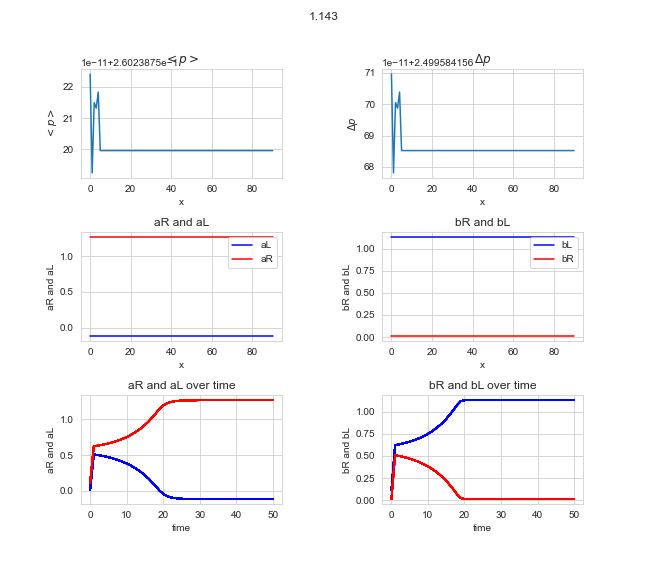 1.143
1e−11+2.6023875e−1
<p>
22
21
20
<p>
0 20 40 60 80
x
1e−11+2.499584156
Δp
71
70
69
68
Δp
0 20 40 60 80
x
aR and aL
1.0
0.5
0.0
aR and aL
aL
aR
0 20 40 60 80
x
bR and bL
1.00
0.75
0.50
0.25
0.00
bR and bL
bL
bR
0 20 40 60 80
x
aR and aL over time
1.0
0.5
0.0
aR and aL
0 10 20 30 40 50
time
bR and bL over time
1.00
0.75
0.50
0.25
0.00
bR and bL
0 10 20 30 40 50
time